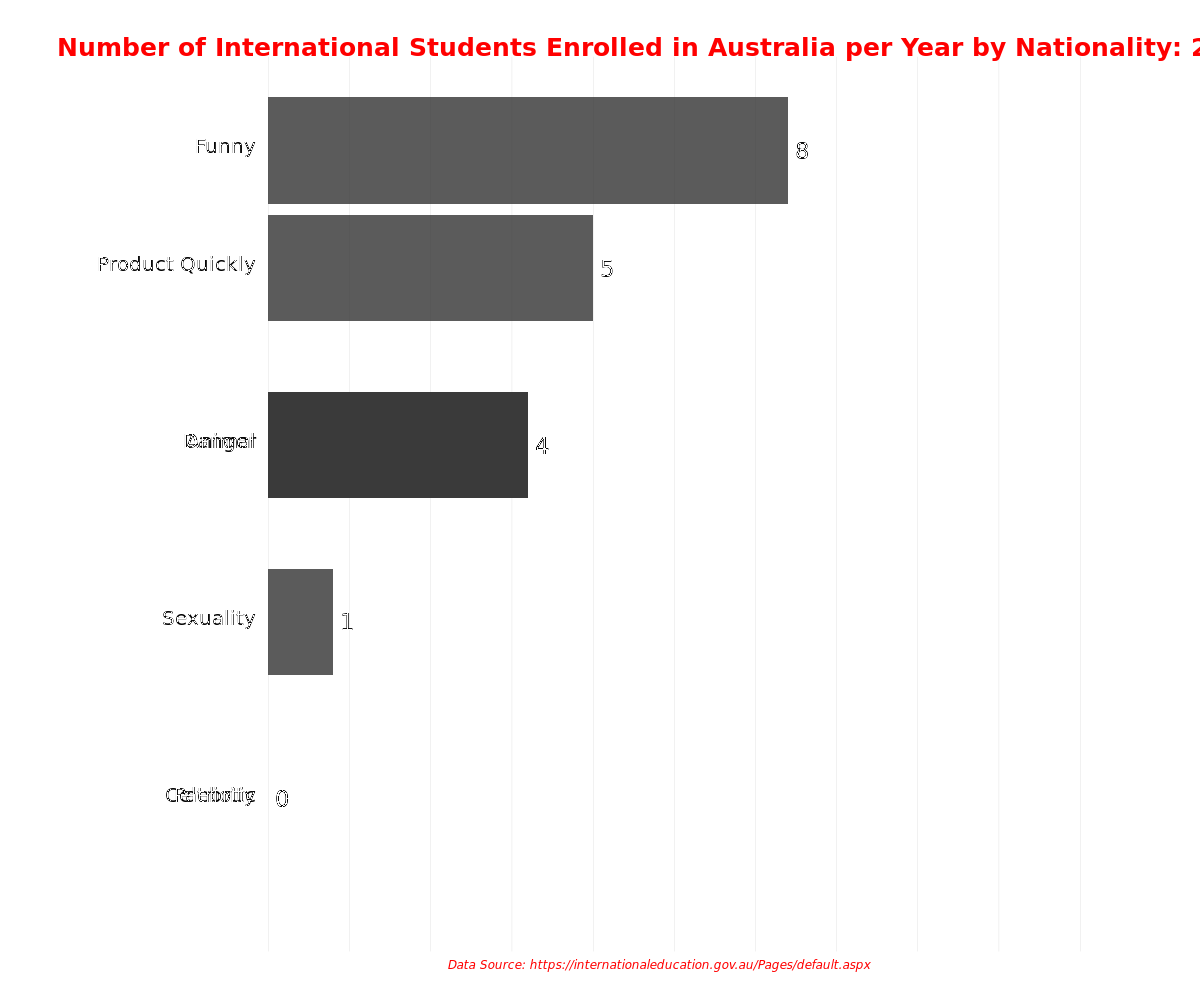 Number of International Students Enrolled in Australia per Year by Nationality: 2
Funny
8
Product Quickly
5
4
Sexuality
1
0
Data Source: https://internationaleducation.gov.au/Pages/default.aspx